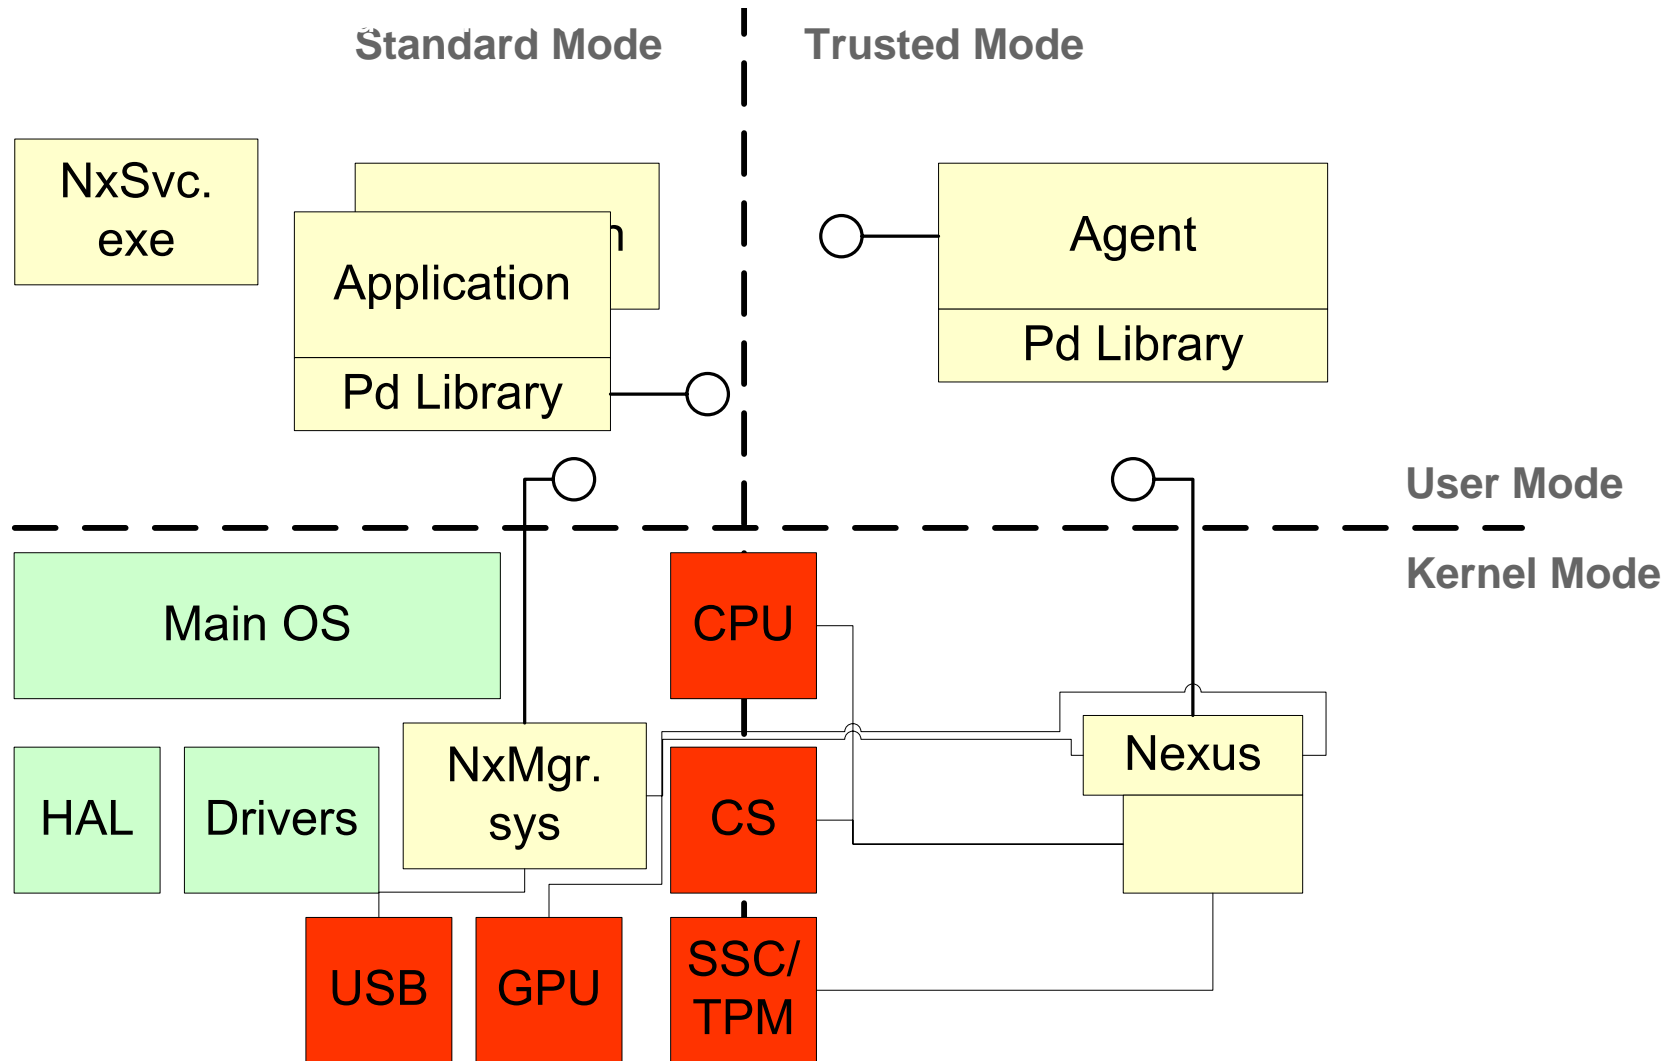 Standard Mode
Trusted Mode
NxSvc.
exe
n
Application
Pd Library
Agent
Pd Library
User Mode
Kernel Mode
Main OS
CPU
HAL
Drivers
NxMgr.
sys
CS
Nexus
USB
GPU
SSC/
TPM